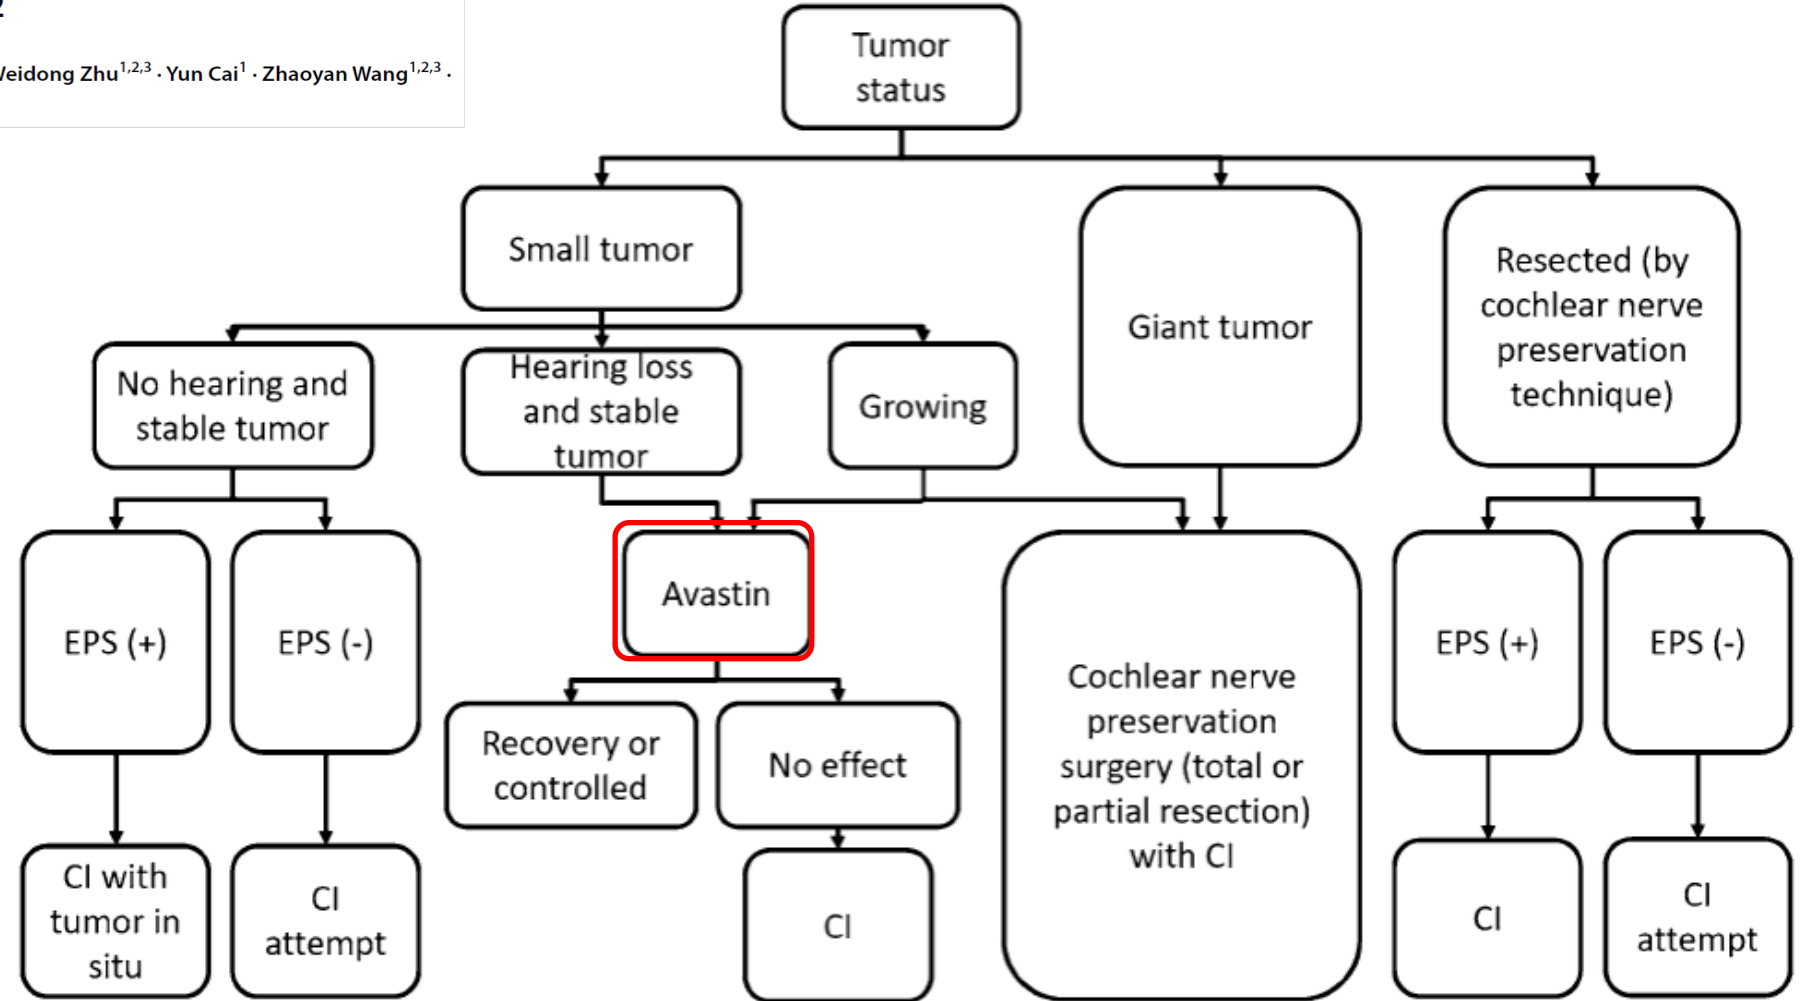 2
Weidong Zhu1,2,3 · Yun Cai1 · Zhaoyan Wang1,2,3 ·
Tumor
status
Small tumor
Giant tumor
Resected (by
cochlear nerve
preservation
technique)
No hearing and
stable tumor
Hearing loss
and stable
tumor
Growing
EPS (+)
EPS (-)
Avastin
Cochlear nerve
preservation
surgery (total or
partial resection)
with CI
EPS (+)
EPS (-)
Recovery or
controlled
No effect
CI with
tumor in
situ
CI
attempt
CI
CI
CI
attempt